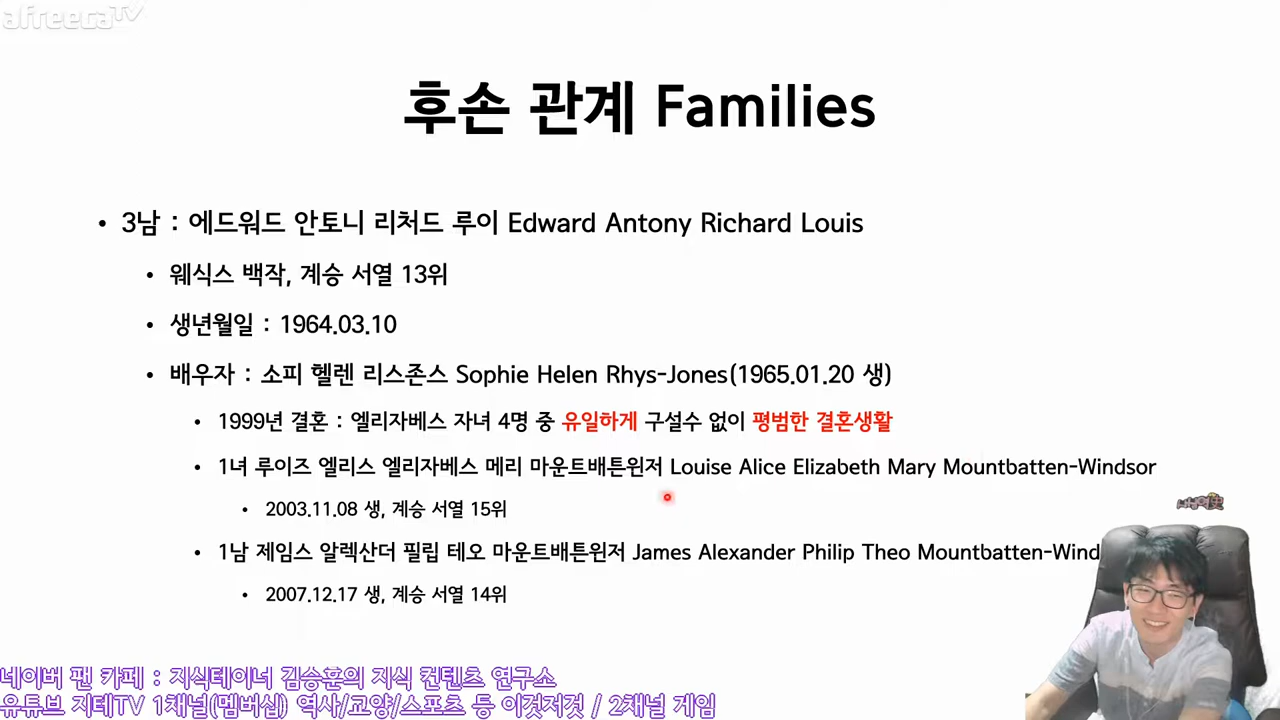 afreecaTV
후손 관계 Families
• 3남 : 에드워드 안토니 리처드 루이 Edward Antony Richard Louis
• 웨식스 백작, 계승 서열 13위
• 생년월일 : 1964.03.10
• 배우자 : 소피 헬렌 리스존스 Sophie Helen Rhys-Jones(1965.01.20 생)
• 1999년 결혼 : 엘리자베스 자녀 4명 중 유일하게 구설수 없이 평범한 결혼생활
• 1녀 루이즈 엘리스 엘리자베스 메리 마운트배튼윈저 Louise Alice Elizabeth Mary Mountbatten-Windsor
• 2003.11.08 생, 계승 서열 15위
• 1남 제임스 알렉산더 필립 테오 마운트배튼윈저 James Alexander Philip Theo Mountbatten-Wind
• 2007.12.17 생, 계승 서열 14위
네이버 팬 카페 : 지식테이너 김승훈의 지식 컨텐츠 연구소
유튜브 지테TV 1채널(멤버십) 역사/교양/스포츠 등 이것저것 / 2채널 게임